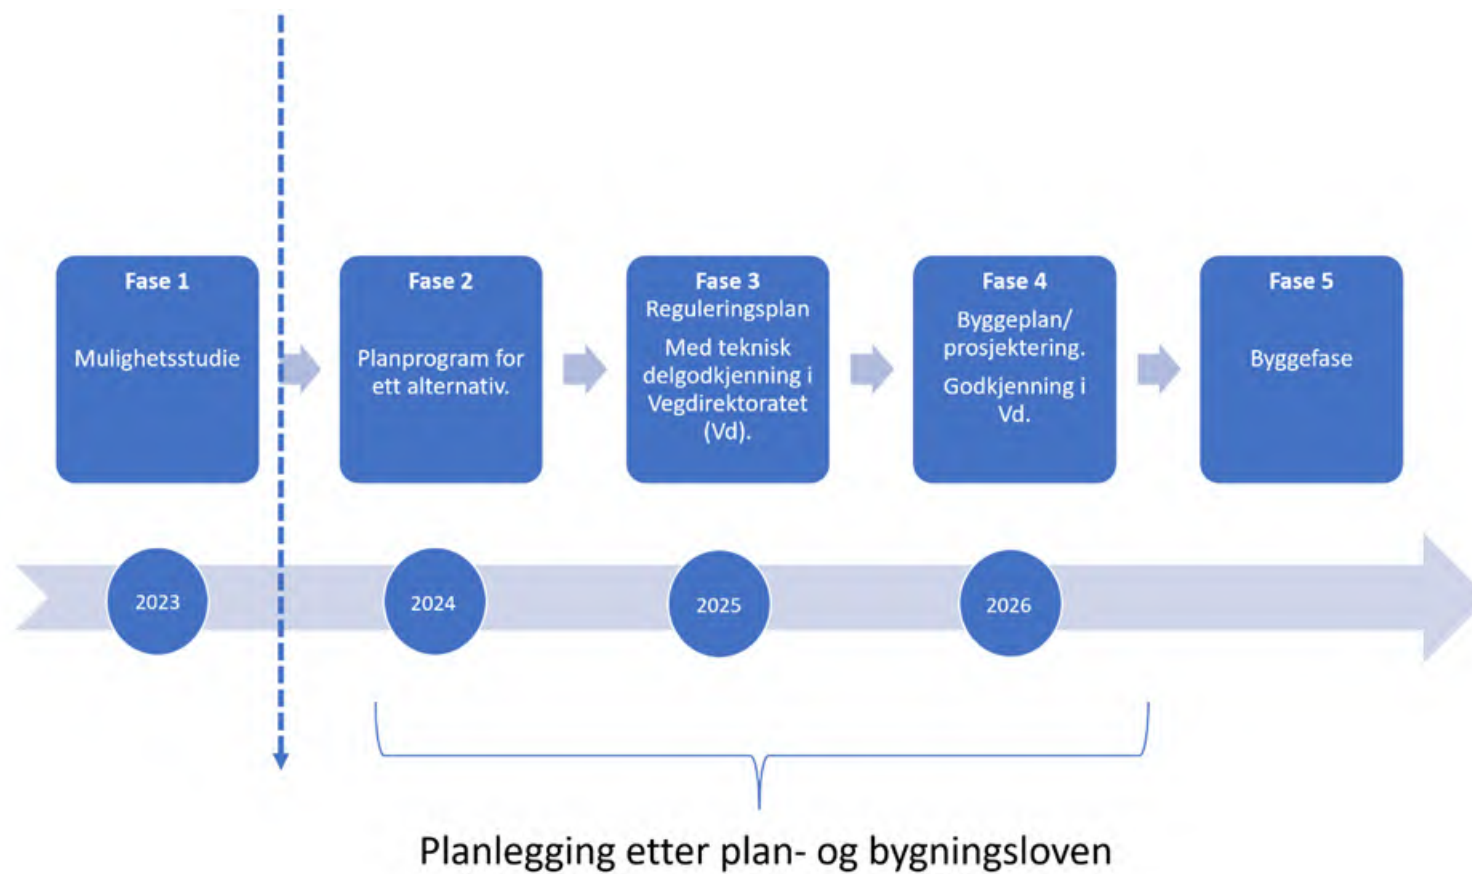 Fase 1
Mulighetsstudie
Fase 2
Planprogram for
ett alternativ.
Fase 3
Reguleringsplan
Med teknisk
delgodkjenning i
Vegdirektoratet
(Vd).
Fase 4
Byggeplan/
prosjektering.
Godkjenning i
Vd.
Fase 5
Byggefase
2023
2024
2025
2026
Planlegging etter plan- og bygningsloven